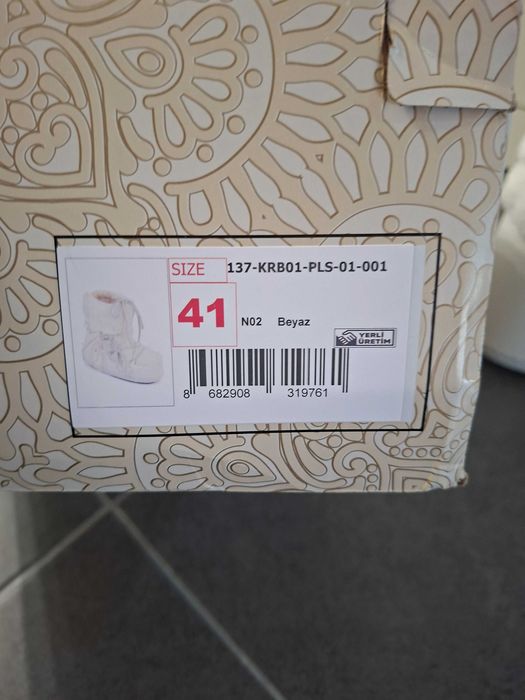 SIZE 137-KRB01-PLS-01-001
41 N02 Beyaz
YERLİ
ÜRETİM
8 682908 319761